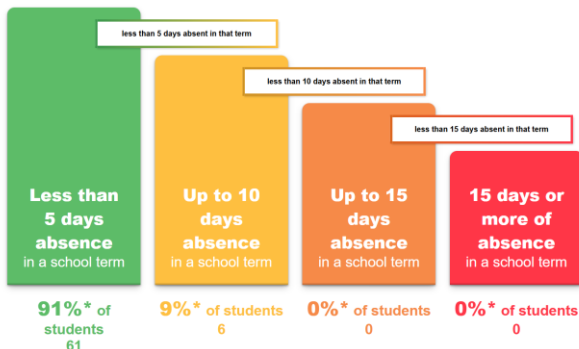 less than 5 days absent in that term
less than 10 days absent in that term
less than 15 days absent in that term
Less than
5 days
absence
in a school term
Up to 10
days
absence
in a school term
Up to 15
days
absence
in a school term
15 days or
more of
absence
in a school term
91%* of
students
61
9%* of students
6
0%* of students
0
0%* of students
0